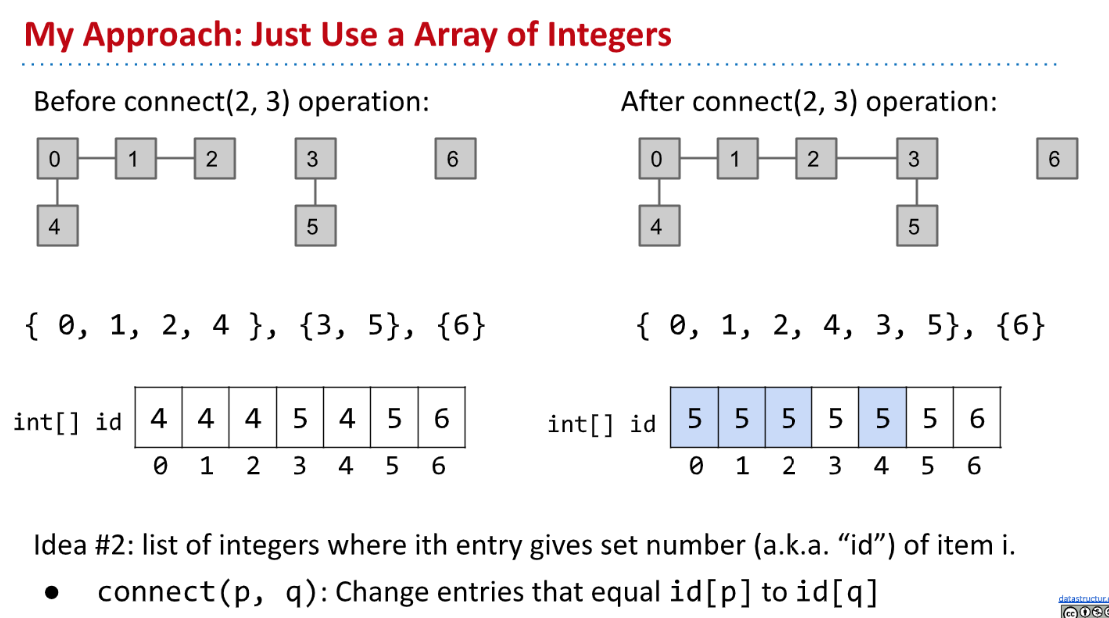 My Approach: Just Use a Array of Integers
Before connect(2, 3) operation:
After connect(2, 3) operation:
0 1 2 3 6
4 5
0 1 2 3 6
4 5
{ 0, 1, 2, 4 }, {3, 5}, {6}
{ 0, 1, 2, 4, 3, 5}, {6}
int[] id 4 4 4 5 4 5 6
0 1 2 3 4 5 6
int[] id 5 5 5 5 5 5 6
0 1 2 3 4 5 6
Idea #2: list of integers where ith entry gives set number (a.k.a. “id”) of item i.
● connect(p, q): Change entries that equal id[p] to id[q]
datastructur.